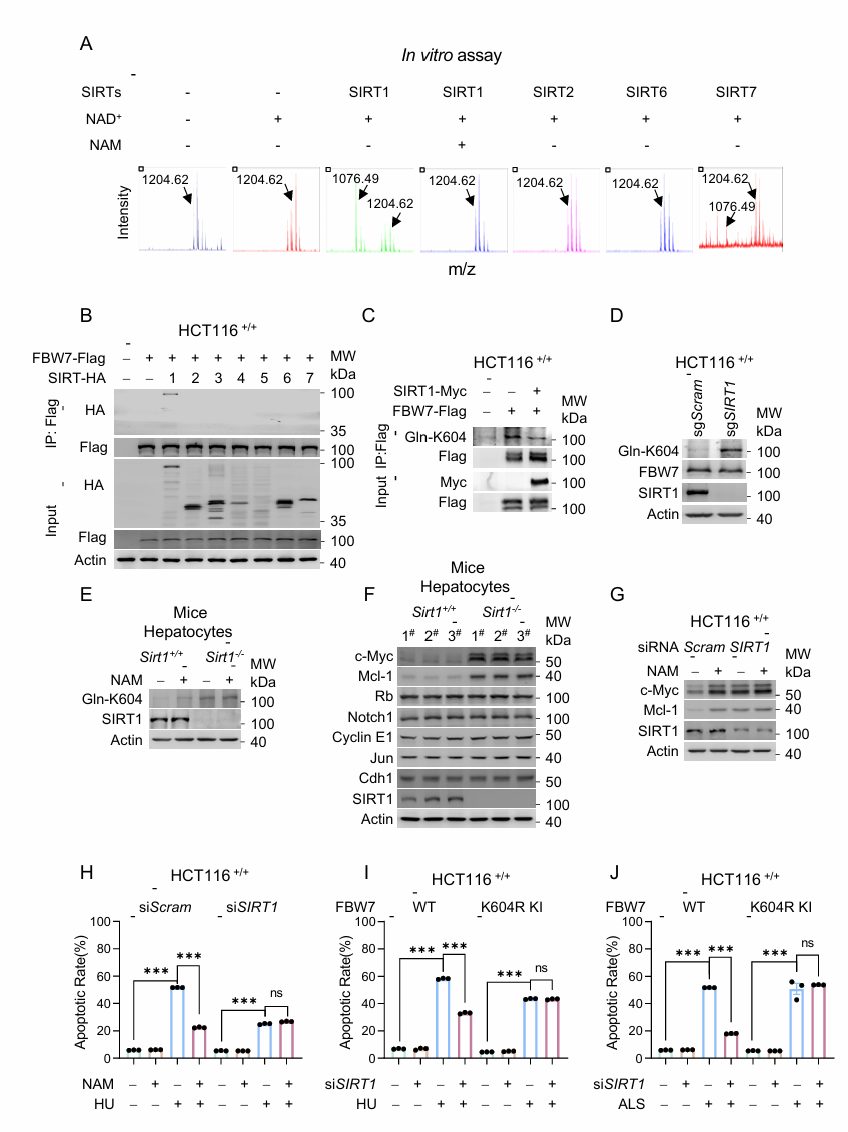 A
In vitro assay
SIRTs - - SIRT1 SIRT1 SIRT2 SIRT6 SIRT7
NAD+ - + + + + + +
NAM - - - + - - -
Intensity
1204.62 1204.62 1076.49 1204.62 1204.62 1204.62 1204.62 1204.62 1076.49
m/z
B
HCT116 +/+
FBW7-Flag – + + + + + + + +
SIRT-HA – – 1 2 3 4 5 6 7
MW
kDa
IP: Flag
HA
100
35
Flag
100
Input
HA
100
35
Flag
100
Actin
40
C
HCT116 +/+
SIRT1-Myc – – +
FBW7-Flag – + +
MW
kDa
IP:Flag
Gln-K604 100
Flag 100
Input
Myc 100
Flag 100
D
HCT116 +/+
sgScram sgSIRT1
MW
kDa
Gln-K604 100
FBW7 100
SIRT1 100
Actin 40
E
Mice
Hepatocytes
Sirt1+/+ Sirt1-/-
NAM – + – +
MW
kDa
Gln-K604 100
SIRT1 100
Actin 40
F
Mice
Hepatocytes
Sirt1+/+ Sirt1-/-
1# 2# 3# 1# 2# 3#
MW
kDa
c-Myc 50
Mcl-1 40
Rb 100
Notch1 100
Cyclin E1 50
Jun 40
Cdh1 50
SIRT1 100
Actin 40
G
HCT116 +/+
siRNA Scram SIRT1
NAM – + – +
MW
kDa
c-Myc 50
Mcl-1 40
SIRT1 100
Actin 40
H
HCT116 +/+
siScram siSIRT1
Apoptotic Rate(%)
100
80
60
40
20
0
*** *** *** ns
NAM – + – + – + – +
HU – – + + – – + +
I
HCT116 +/+
FBW7 WT K604R KI
Apoptotic Rate(%)
100
80
60
40
20
0
*** *** *** ns
siSIRT1 – + – + – + – +
HU – – + + – – + +
J
HCT116 +/+
FBW7 WT K604R KI
Apoptotic Rate(%)
100
80
60
40
20
0
*** *** *** ns
siSIRT1 – + – + – + – +
ALS – – + + – – + +